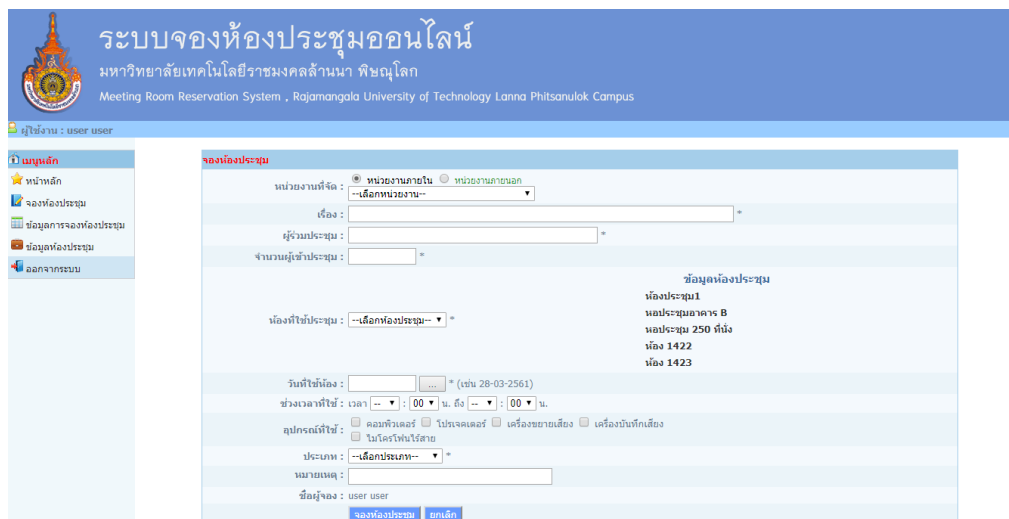 ระบบจองห้องประชุมออนไลน์
มหาวิทยาลัยเทคโนโลยีราชมงคลล้านนา พิษณุโลก
Meeting Room Reservation System , Rajamangala University of Technology Lanna Phitsanulok Campus
ผู้ใช้งาน : user user
เมนูหลัก
หน้าหลัก
จองห้องประชุม
ข้อมูลการจองห้องประชุม
ข้อมูลห้องประชุม
ออกจากระบบ
จองห้องประชุม
หน่วยงานที่จัด : หน่วยงานภายใน หน่วยงานภายนอก
--เลือกหน่วยงาน--
เรื่อง : *
ผู้ร่วมประชุม : *
จำนวนผู้เข้าประชุม : *
ห้องที่ใช้ประชุม : --เลือกห้องประชุม-- *
ข้อมูลห้องประชุม
ห้องประชุม1
หอประชุมอาคาร B
หอประชุม 250 ที่นั่ง
ห้อง 1422
ห้อง 1423
วันที่ใช้ห้อง : ... * (เช่น 28-03-2561)
ช่วงเวลาที่ใช้ : เวลา -- : 00 น. ถึง -- : 00 น.
อุปกรณ์ที่ใช้ : คอมพิวเตอร์ โปรเจคเตอร์ เครื่องขยายเสียง เครื่องบันทึกเสียง
ไมโครโฟนไร้สาย
ประเภท : --เลือกประเภท-- *
หมายเหตุ :
ชื่อผู้จอง : user user
จองห้องประชุม ยกเลิก